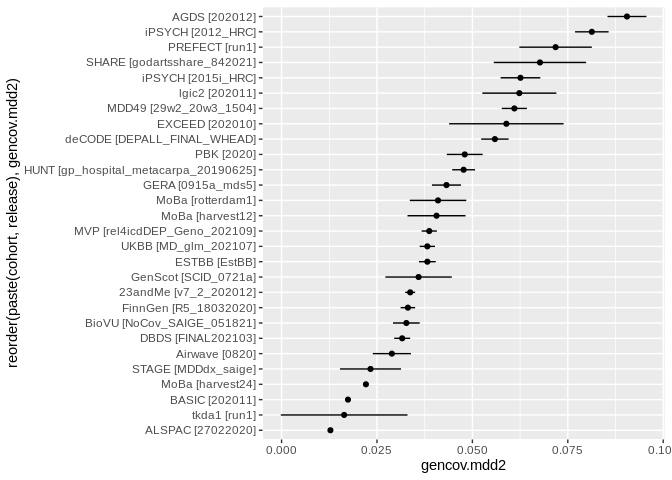 reorder(paste(cohort, release), gencov.mdd2)
AGDS [202012]
iPSYCH [2012_HRC]
PREFECT [run1]
SHARE [godartsshare_842021]
iPSYCH [2015i_HRC]
lgic2 [202011]
MDD49 [29w2_20w3_1504]
EXCEED [202010]
deCODE [DEPALL_FINAL_WHEAD]
PBK [2020]
HUNT [gp_hospital_metacarpa_20190625]
GERA [0915a_mds5]
MoBa [rotterdam1]
MoBa [harvest12]
MVP [rel4icdDEP_Geno_202109]
UKBB [MD_glm_202107]
ESTBB [EstBB]
GenScot [SCID_0721a]
23andMe [v7_2_202012]
FinnGen [R5_18032020]
BioVU [NoCov_SAIGE_051821]
DBDS [FINAL202103]
Airwave [0820]
STAGE [MDDdx_saige]
MoBa [harvest24]
BASIC [202011]
tkda1 [run1]
ALSPAC [27022020]
0.000 0.025 0.050 0.075 0.10
gencov.mdd2